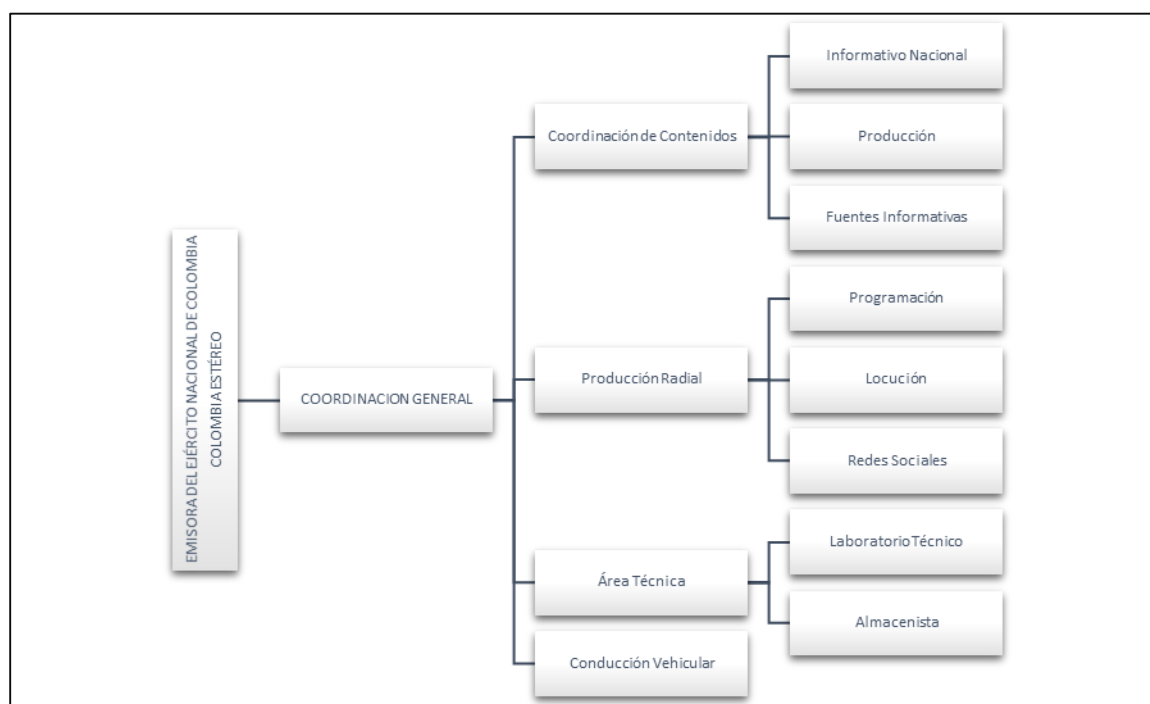 EMISORA DEL EJÉRCITO NACIONAL DE COLOMBIA
COLOMBIA ESTÉREO
COORDINACION GENERAL
Coordinación de Contenidos
Informativo Nacional
Producción
Fuentes Informativas
Producción Radial
Programación
Locución
Redes Sociales
Área Técnica
Laboratorio Técnico
Almacenista
Conducción Vehicular